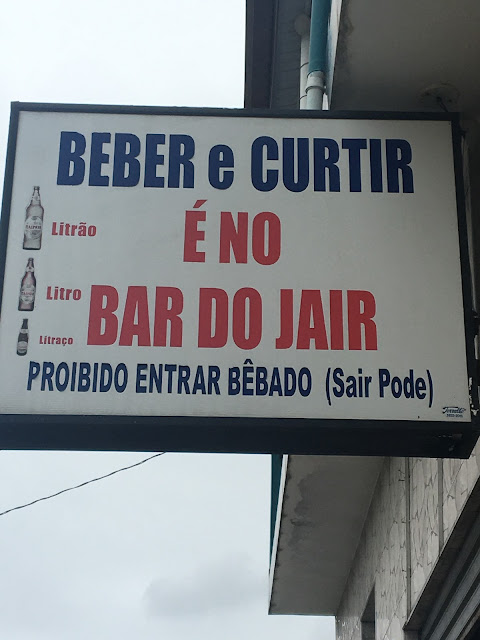 BEBER e CURTIR
É NO
Litrão
Litro
BAR DO JAIR
Litraço
PROIBIDO ENTRAR BÊBADO (Sair Pode)